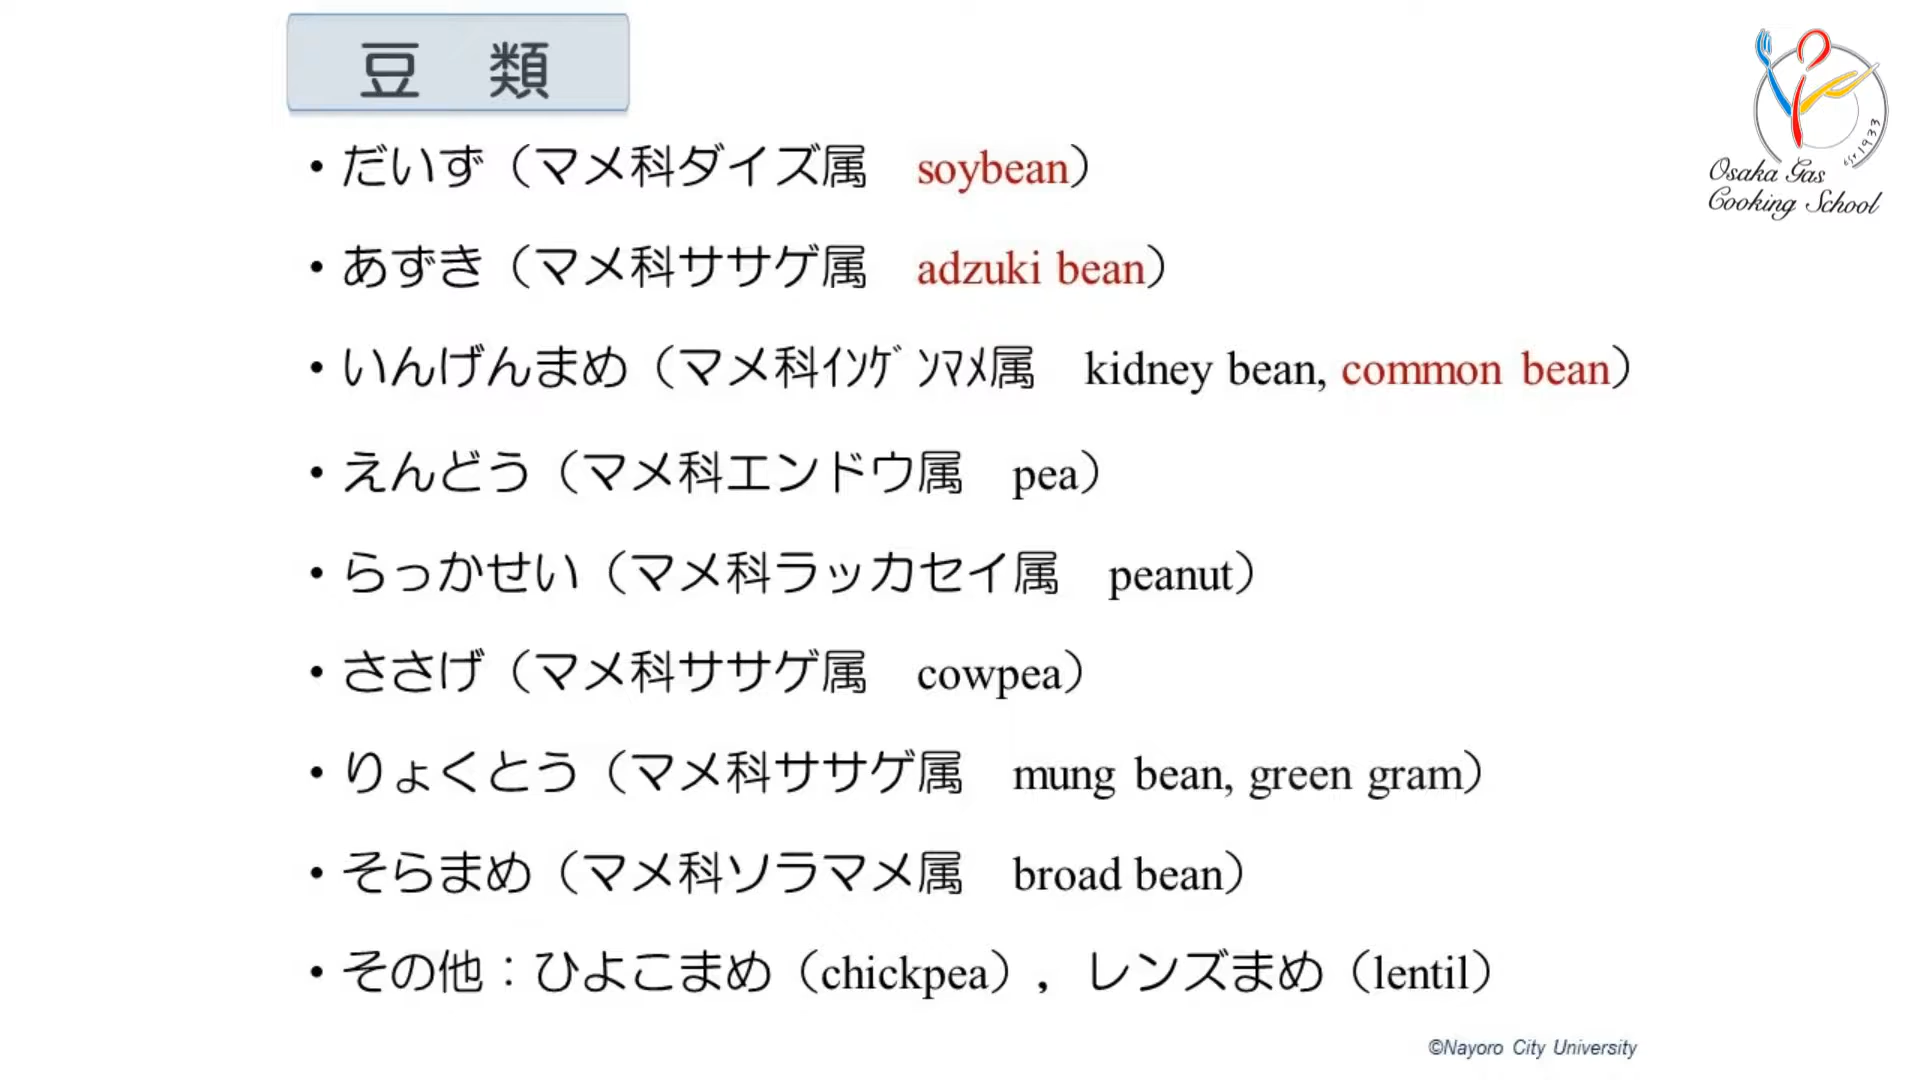 豆　類
・だいず（マメ科ダイズ属　soybean）
・あずき（マメ科ササゲ属　adzuki bean）
・いんげんまめ（マメ科ｲﾝｹﾞﾝﾏﾒ属　kidney bean, common bean）
・えんどう（マメ科エンドウ属　pea）
・らっかせい（マメ科ラッカセイ属　peanut）
・ささげ（マメ科ササゲ属　cowpea）
・りょくとう（マメ科ササゲ属　mung bean, green gram）
・そらまめ（マメ科ソラマメ属　broad bean）
・その他：ひよこまめ（chickpea），レンズまめ（lentil）
©Nayoro City University
Est.1933
Osaka Gas
Cooking School